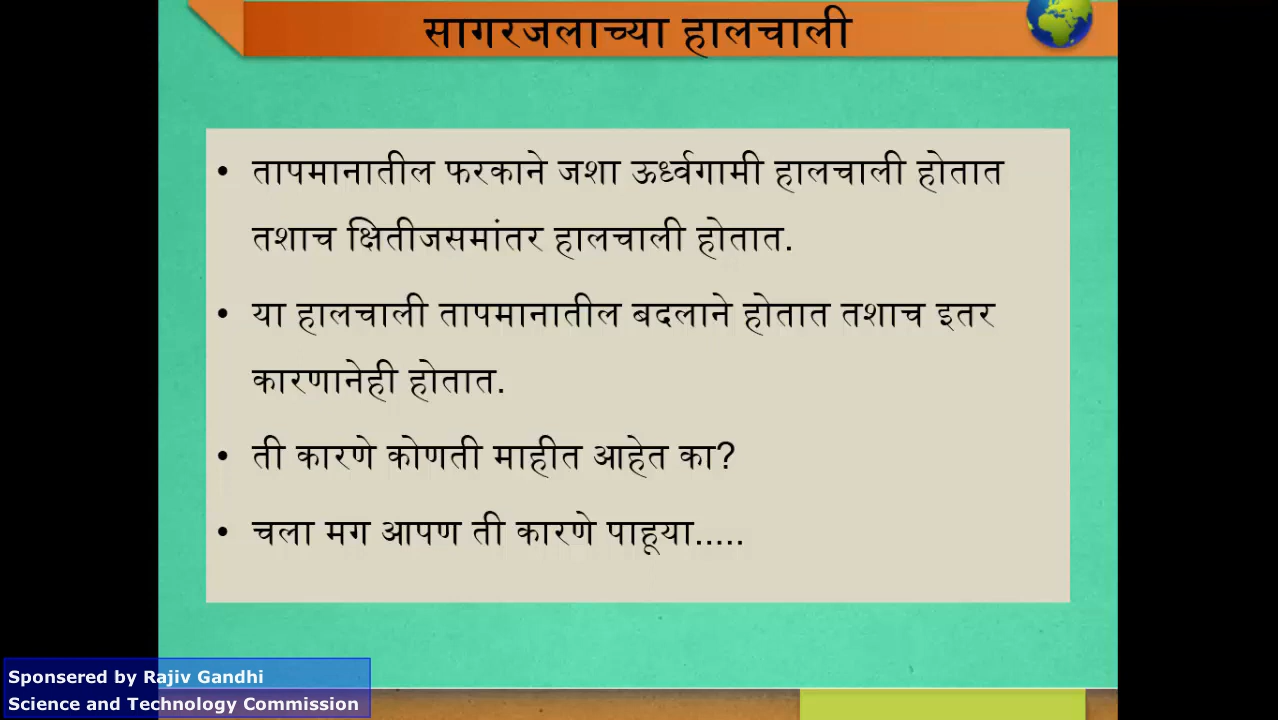 सागरजलाच्या हालचाली
• तापमानातील फरकाने जशा ऊर्ध्वगामी हालचाली होतात
तशाच क्षितीजसमांतर हालचाली होतात.
• या हालचाली तापमानातील बदलाने होतात तशाच इतर
कारणानेही होतात.
• ती कारणे कोणती माहीत आहेत का?
• चला मग आपण ती कारणे पाहूया.....
Sponsered by Rajiv Gandhi
Science and Technology Commission